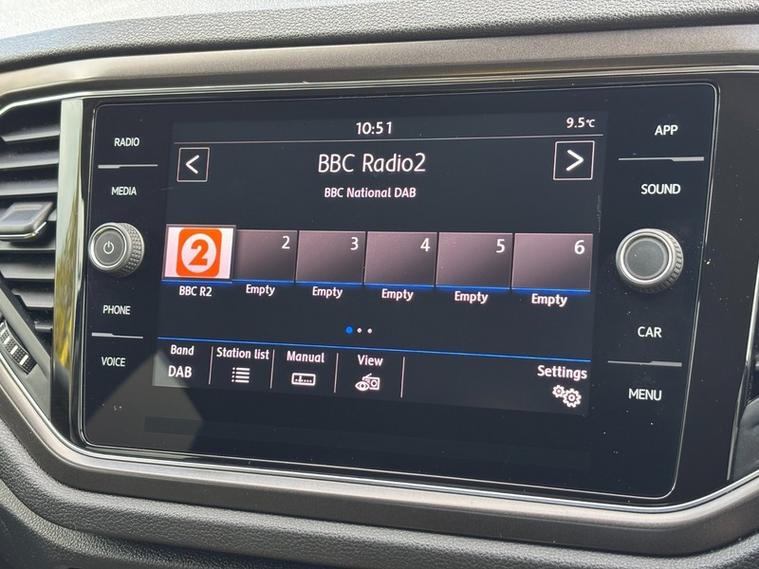 10:51
9.5°C
RADIO
MEDIA
PHONE
VOICE
BBC Radio2
BBC National DAB
2
2
3
4
5
6
BBC R2
Empty
Empty
Empty
Empty
Empty
Band
DAB
Station list
Manual
View
Settings
APP
SOUND
CAR
MENU